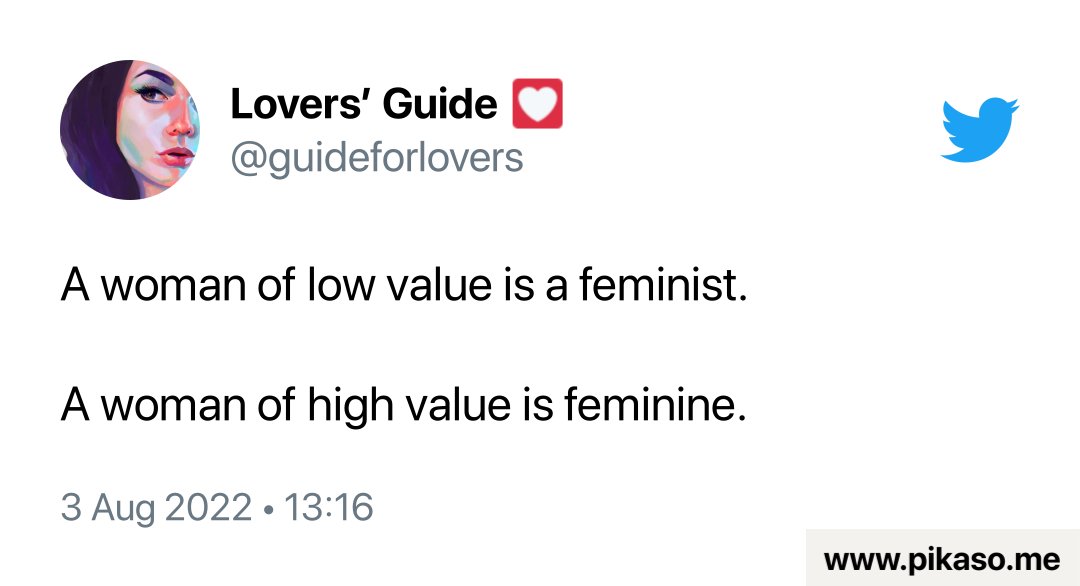 Lovers’ Guide 💟
@guideforlovers
A woman of low value is a feminist.
A woman of high value is feminine.
3 Aug 2022 • 13:16
www.pikaso.me